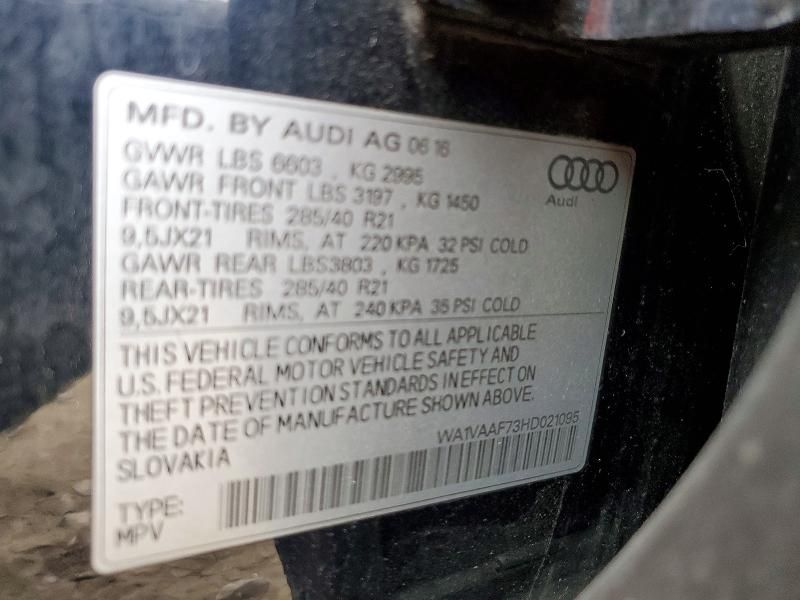 MFD. BY AUDI AG 06 16
GVWR LBS 6603 , KG 2995
GAWR FRONT LBS 3197 , KG 1450
FRONT-TIRES 285/40 R21
9,5JX21 RIMS, AT 220 KPA 32 PSI COLD
GAWR REAR LBS3803 , KG 1725
REAR-TIRES 285/40 R21
9,5JX21 RIMS, AT 240 KPA 35 PSI COLD
Audi
THIS VEHICLE CONFORMS TO ALL APPLICABLE
U.S. FEDERAL MOTOR VEHICLE SAFETY AND
THEFT PREVENTION STANDARDS IN EFFECT ON
THE DATE OF MANUFACTURE SHOWN ABOVE.
SLOVAKIA
WA1VAAF73HD021095
TYPE:
MPV